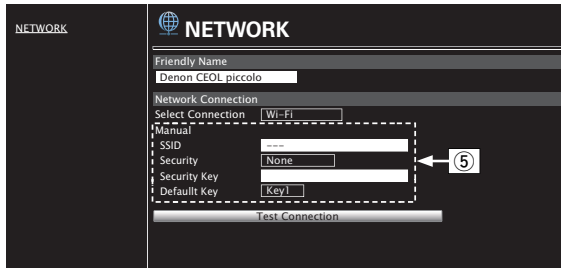 NETWORK
NETWORK
Friendly Name
Denon CEOL piccolo
Network Connection
Select Connection Wi-Fi
Manual
SSID ---
Security None
⑤
Security Key
Defaullt Key Key1
Test Connection